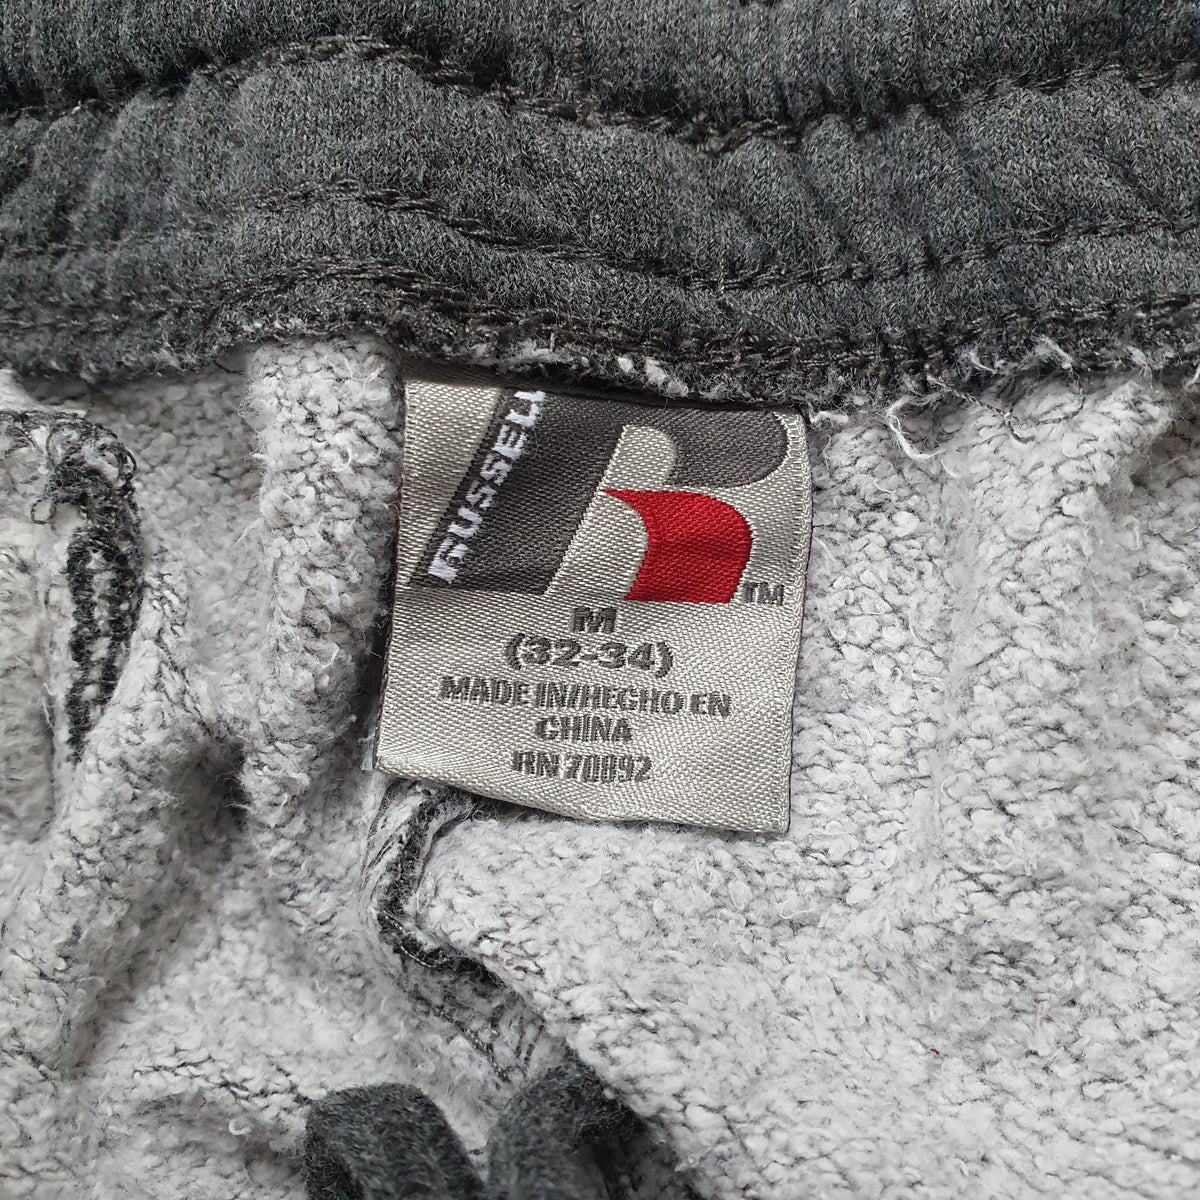 RUSSELL
TM
M
(32-34)
MADE IN/HECHO EN
CHINA
RN 70892